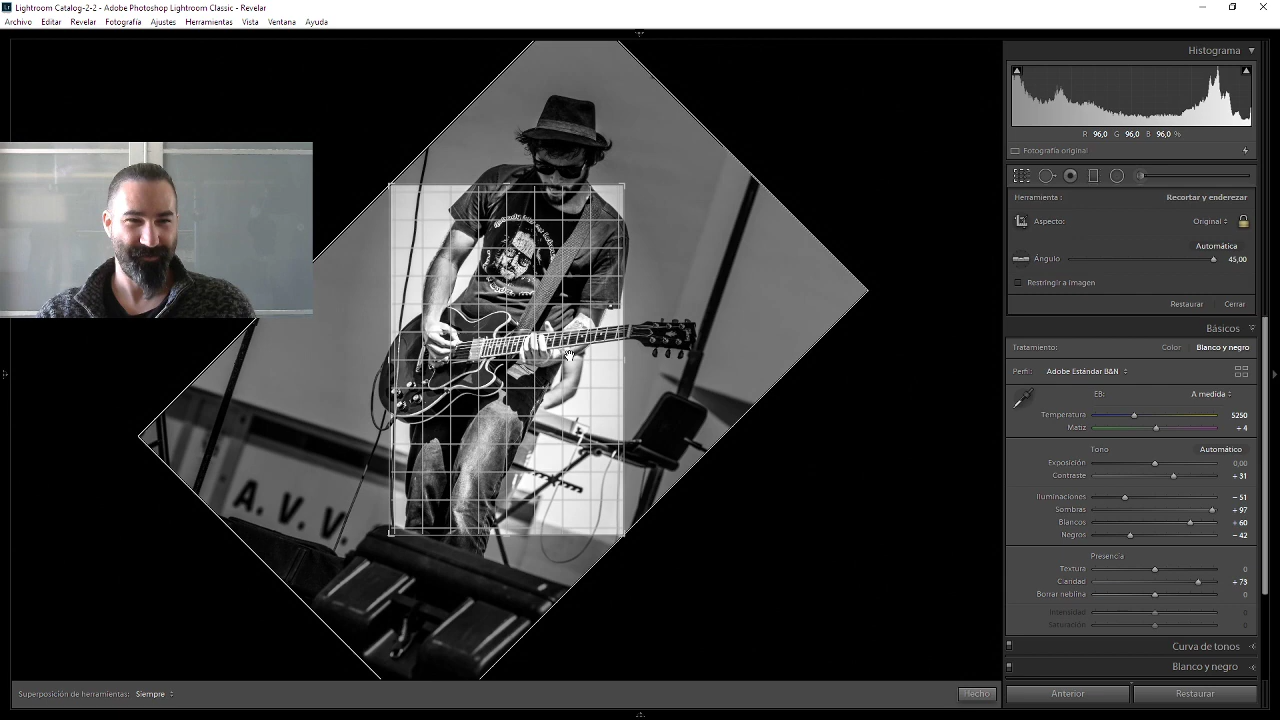 Lightroom Catalog-2-2 - Adobe Photoshop Lightroom Classic - Revelar
Archivo Editar Revelar Fotografía Ajustes Herramientas Vista Ventana Ayuda
Histograma
R 96,0 G 96,0 B 96,0 %
Fotografía original
Herramienta : Recortar y enderezar
Aspecto: Original
Automática
Ángulo 45,00
Restringir a imagen
Restaurar Cerrar
Básicos
Tratamiento: Color Blanco y negro
Perfil: Adobe Estándar B&N
EB: A medida
Temperatura 5250
Matiz + 4
Tono Automático
Exposición 0,00
Contraste + 31
Iluminaciones − 51
Sombras + 97
Blancos + 60
Negros − 42
Presencia
Textura 0
Claridad + 73
Borrar neblina 0
Intensidad 0
Saturación 0
Curva de tonos
Blanco y negro
Anterior Restaurar
A. V. V.
Superposición de herramientas: Siempre
Hecho